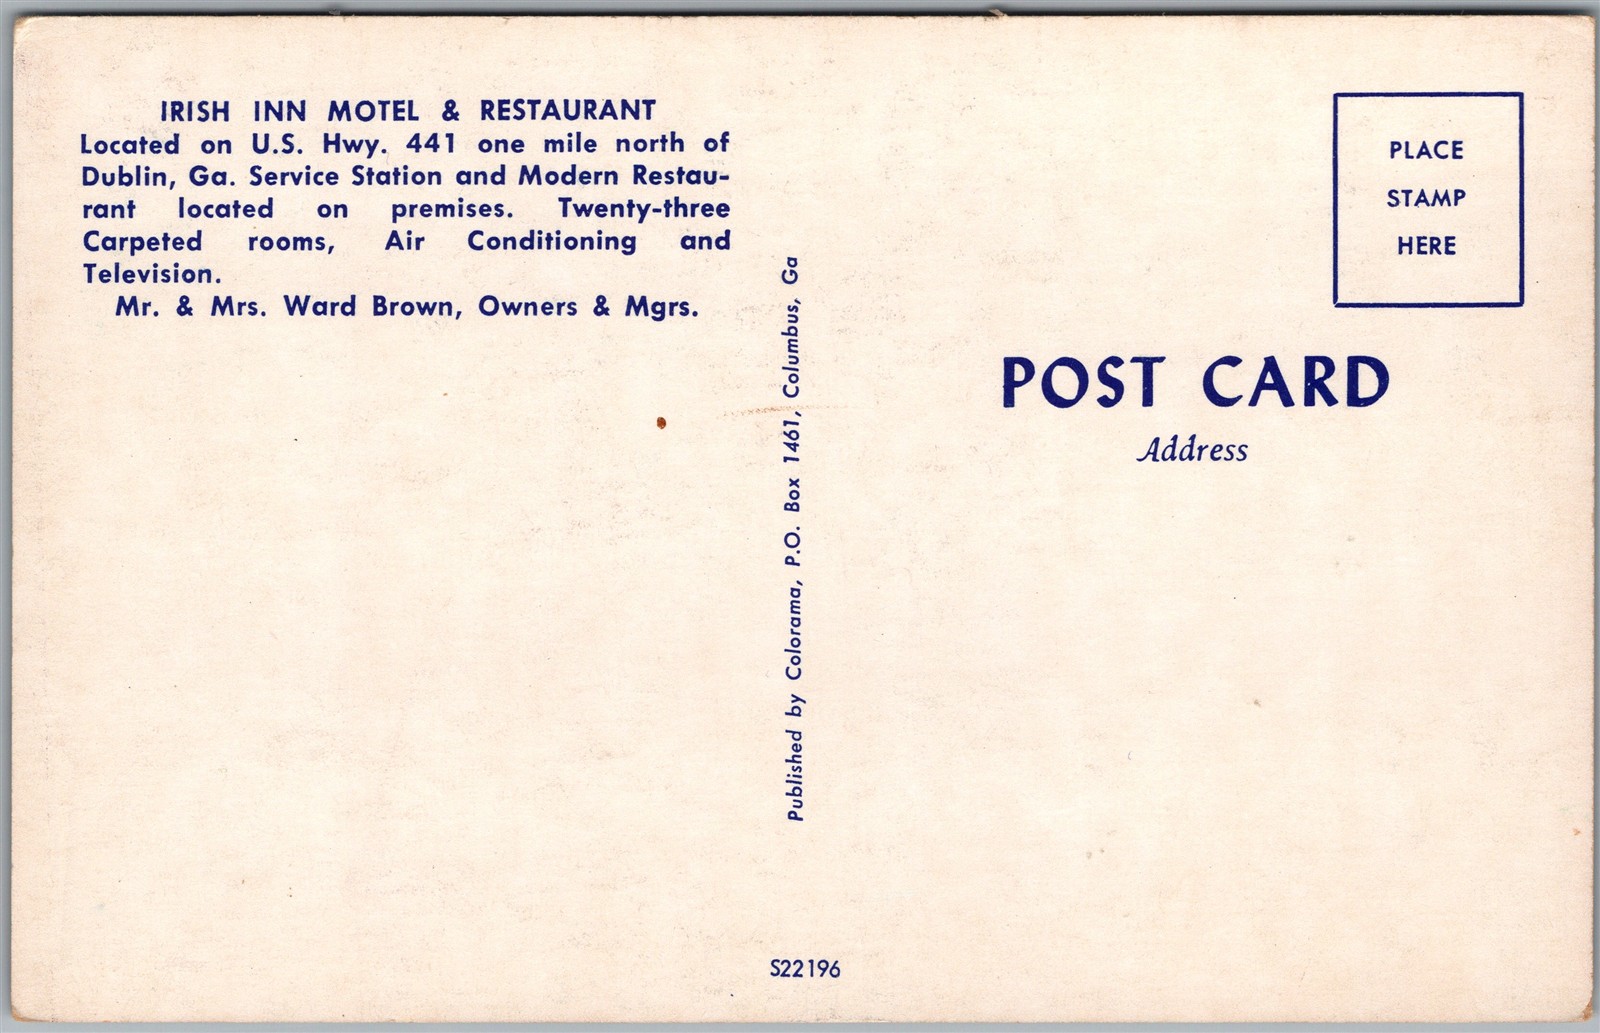 IRISH INN MOTEL & RESTAURANT
Located on U.S. Hwy. 441 one mile north of
Dublin, Ga. Service Station and Modern Restau-
rant located on premises. Twenty-three
Carpeted rooms, Air Conditioning and
Television.
Mr. & Mrs. Ward Brown, Owners & Mgrs.
Published by Colorama, P.O. Box 1461, Columbus, Ga
PLACE
STAMP
HERE
POST CARD
Address
S22196